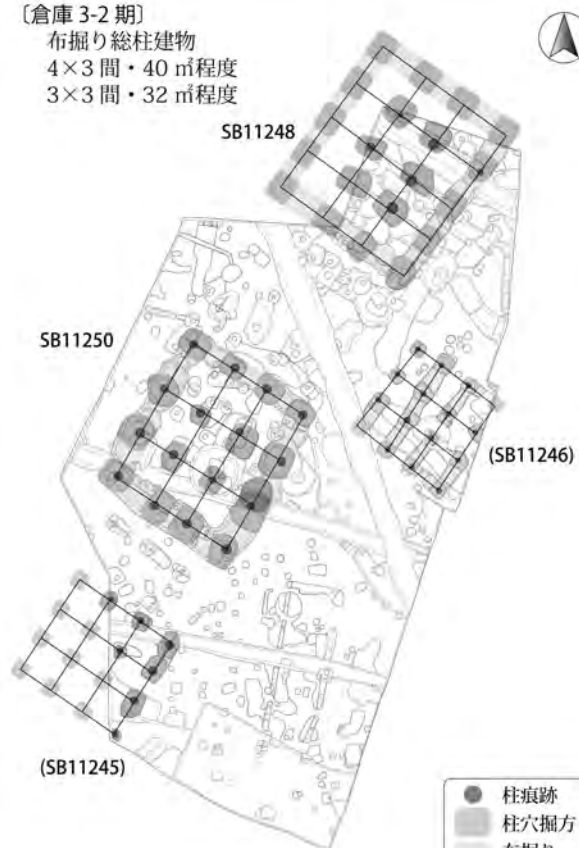 〔倉庫 3-2 期〕
布掘り総柱建物
4×3 間・40 ㎡程度
3×3 間・32 ㎡程度
SB11248
SB11250
(SB11246)
(SB11245)
柱痕跡
柱穴掘方